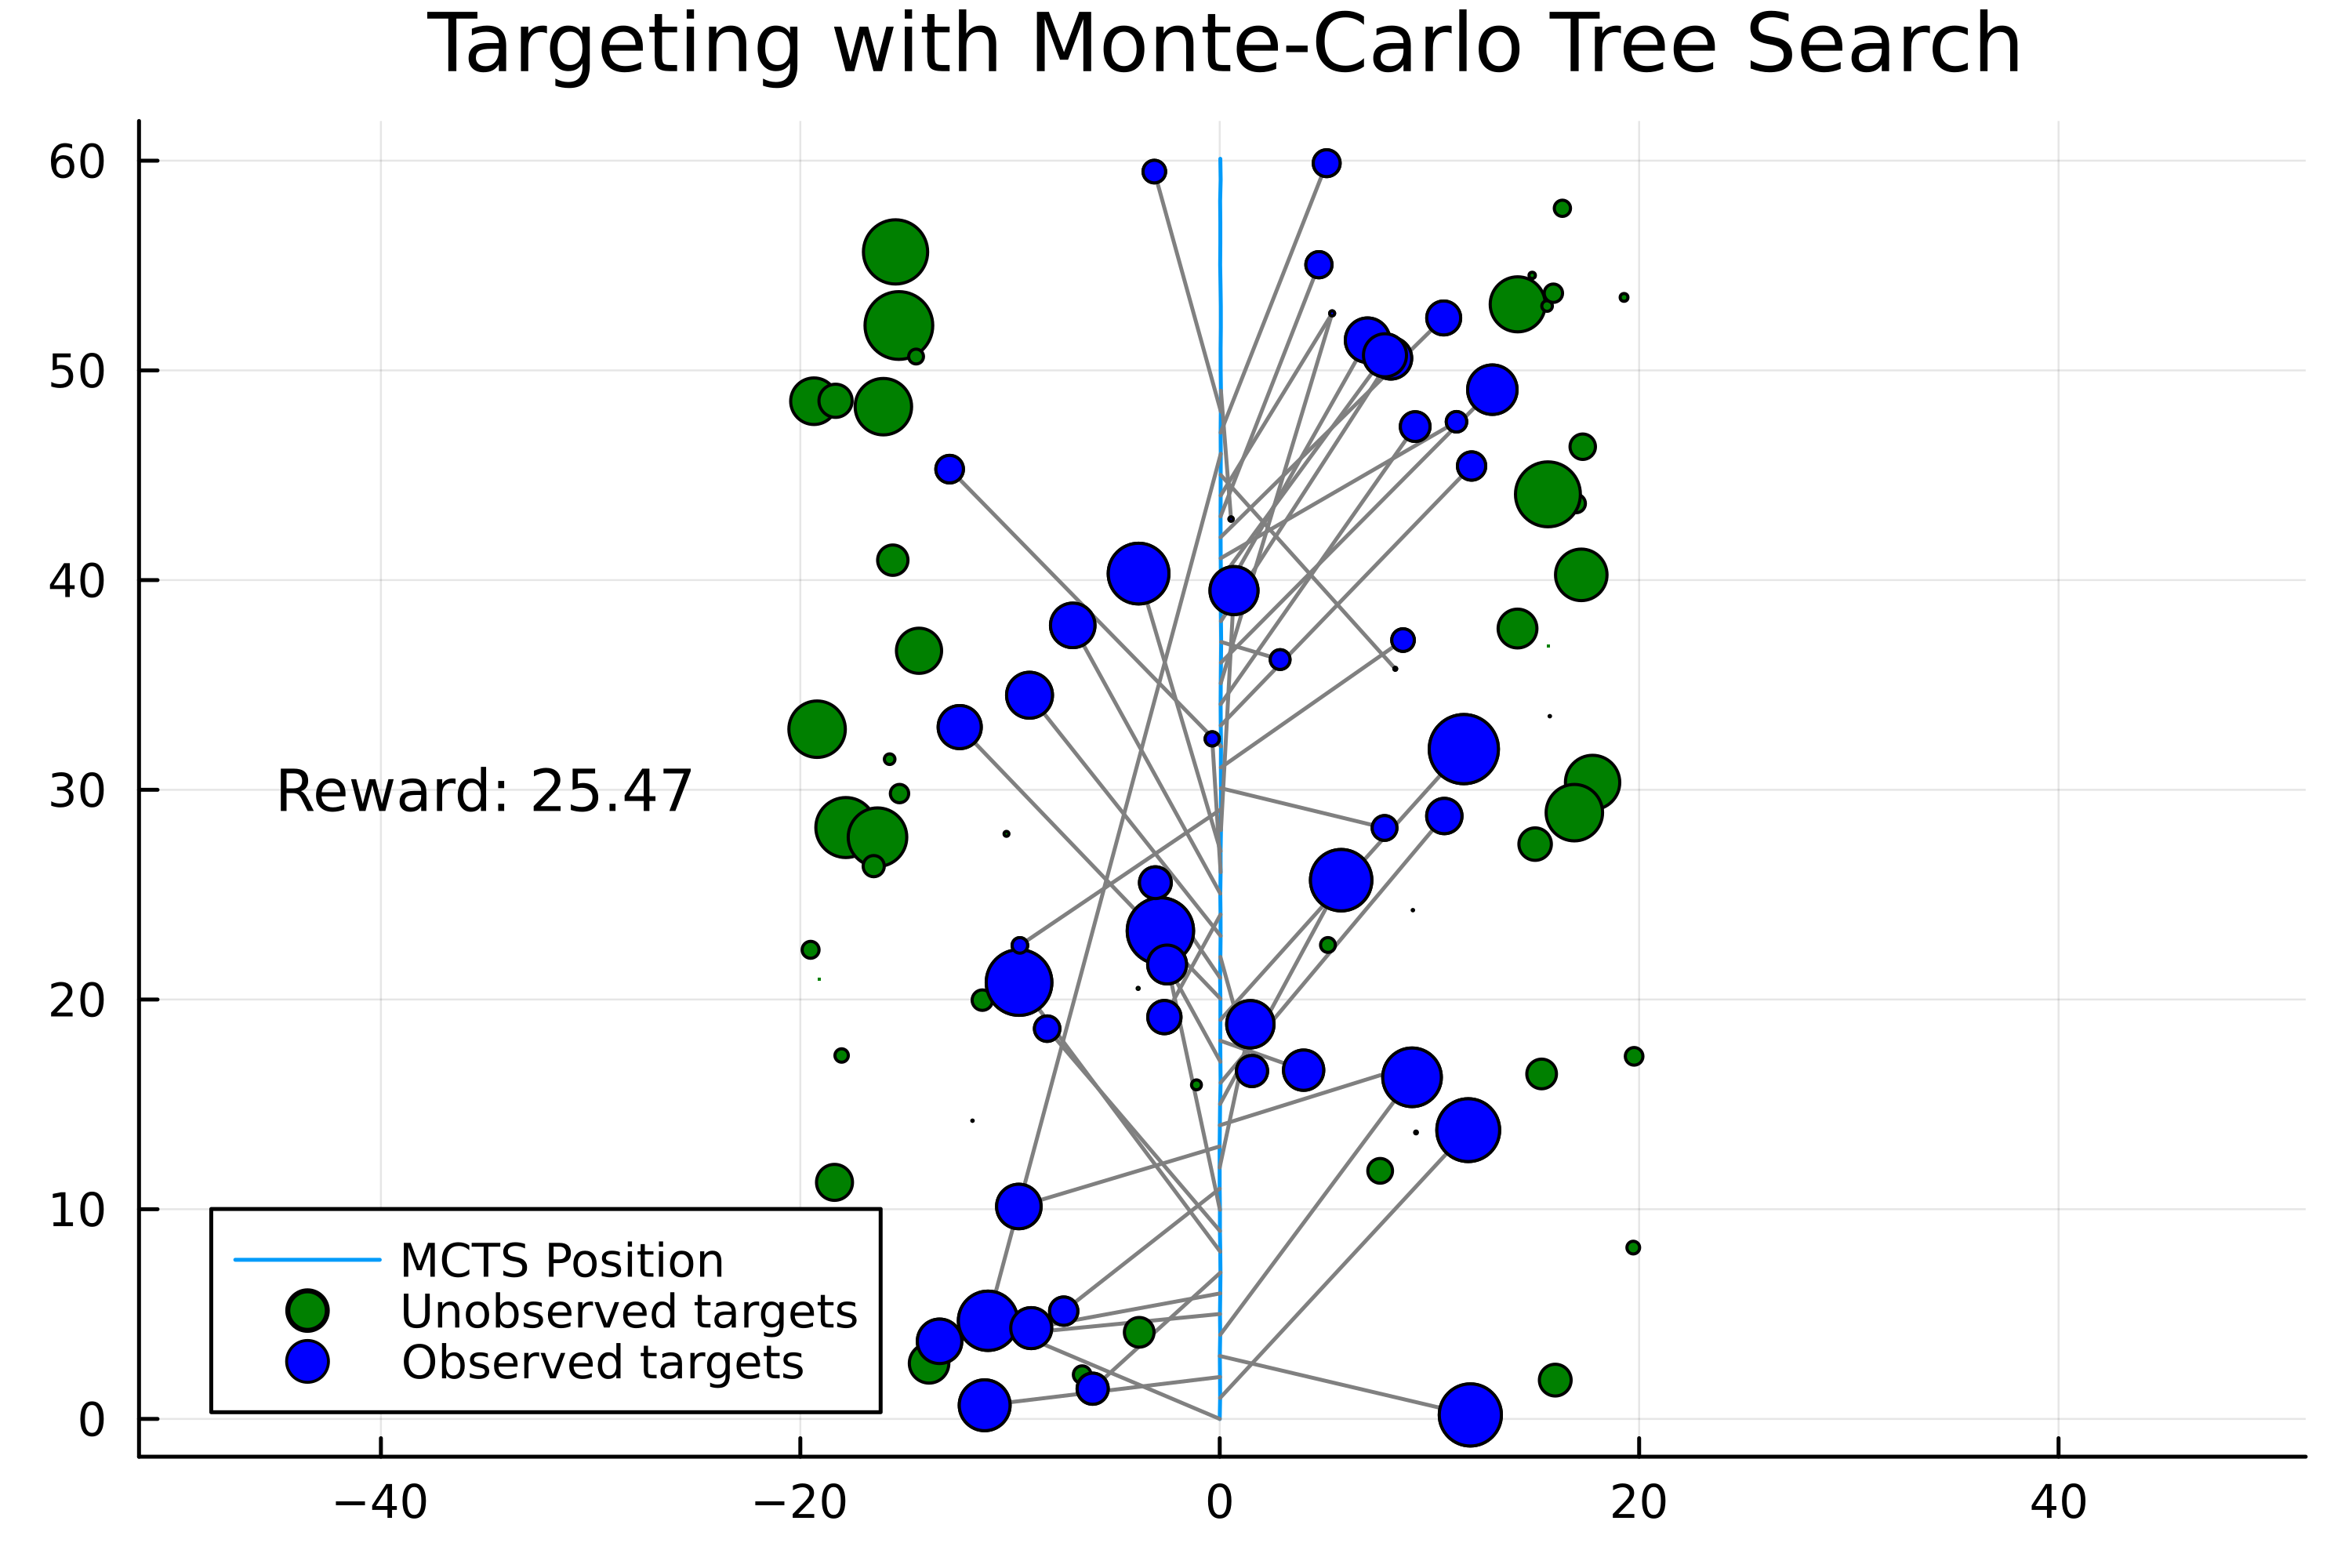 Targeting with Monte-Carlo Tree Search
60
50
40
30
20
10
0
Reward: 25.47
MCTS Position
Unobserved targets
Observed targets
−40 −20 0 20 40